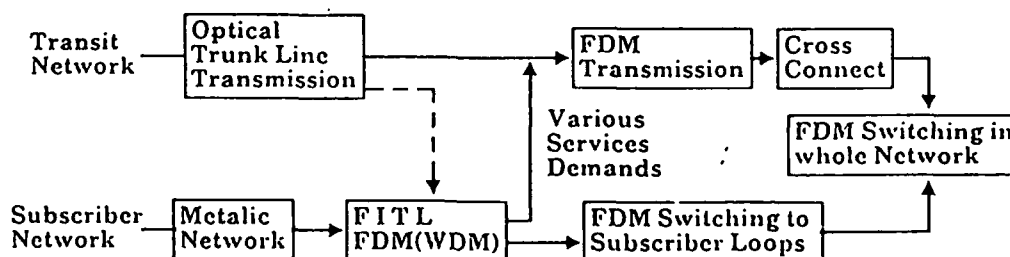 Transit
Network
Optical
Trunk Line
Transmission
FDM
Transmission
Cross
Connect
Various
Services
Demands
FDM Switching in
whole Network
Subscriber
Network
Metalic
Network
FITL
FDM(WDM)
FDM Switching to
Subscriber Loops